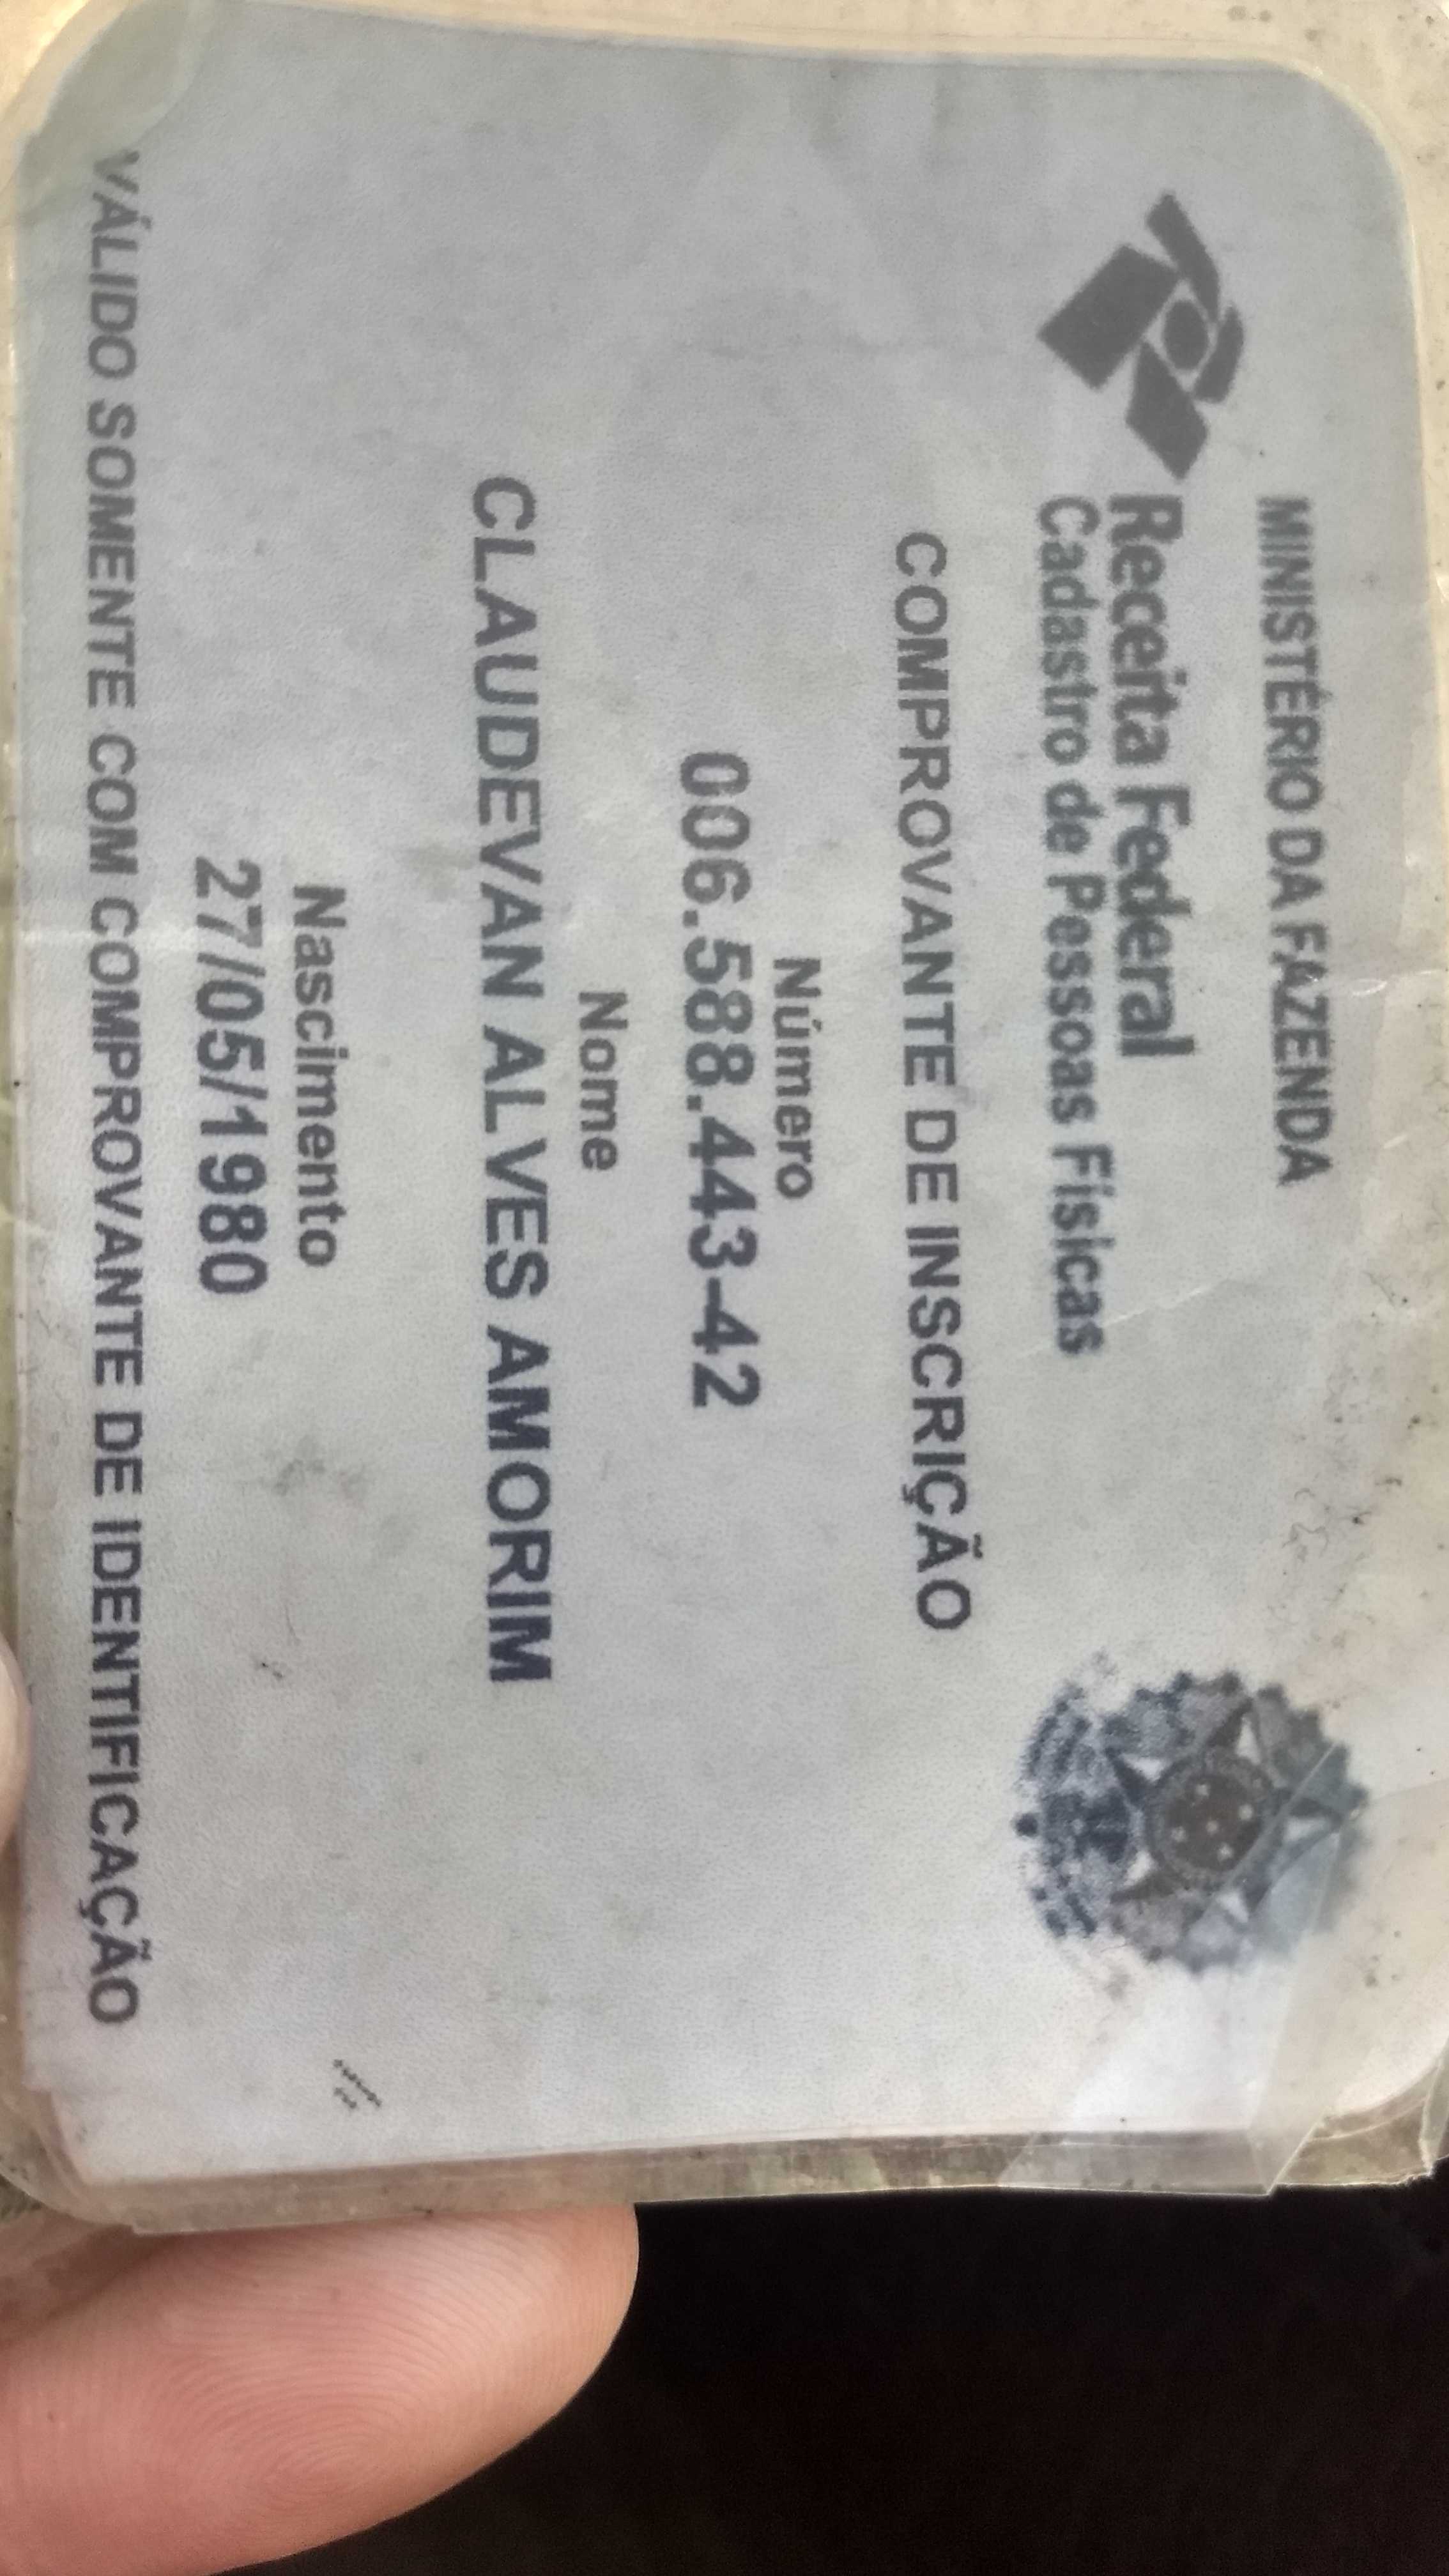 MINISTÉRIO DA FAZENDA
Receita Federal
Cadastro de Pessoas Físicas
COMPROVANTE DE INSCRIÇÃO
Número
006.588.443-42
Nome
CLAUDEVAN ALVES AMORIM
Nascimento
27/05/1980
VÁLIDO SOMENTE COM COMPROVANTE DE IDENTIFICAÇÃO